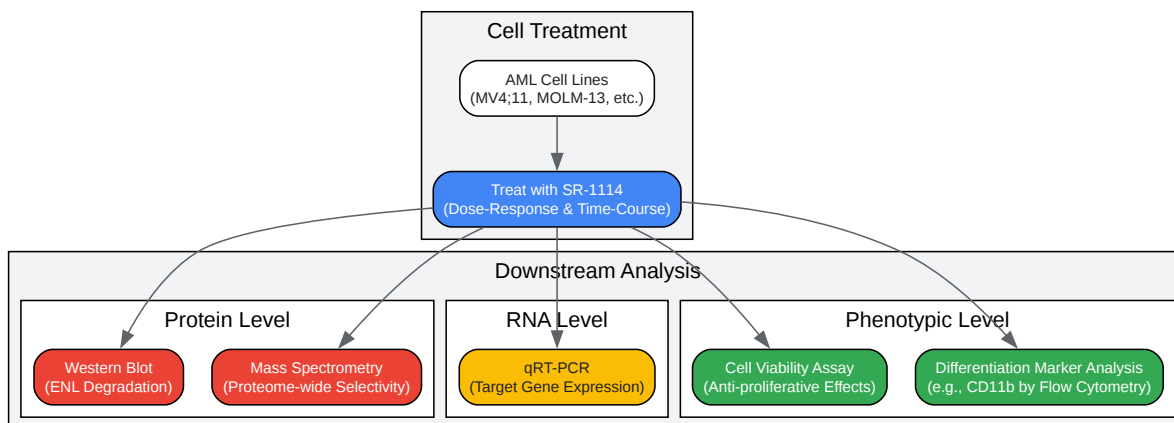 Cell Treatment
AML Cell Lines
(MV4;11, MOLM-13, etc.)
Treat with SR-1114
(Dose-Response & Time-Course)
Downstream Analysis
Protein Level
Western Blot
(ENL Degradation)
Mass Spectrometry
(Proteome-wide Selectivity)
RNA Level
qRT-PCR
(Target Gene Expression)
Phenotypic Level
Cell Viability Assay
(Anti-proliferative Effects)
Differentiation Marker Analysis
(e.g., CD11b by Flow Cytometry)